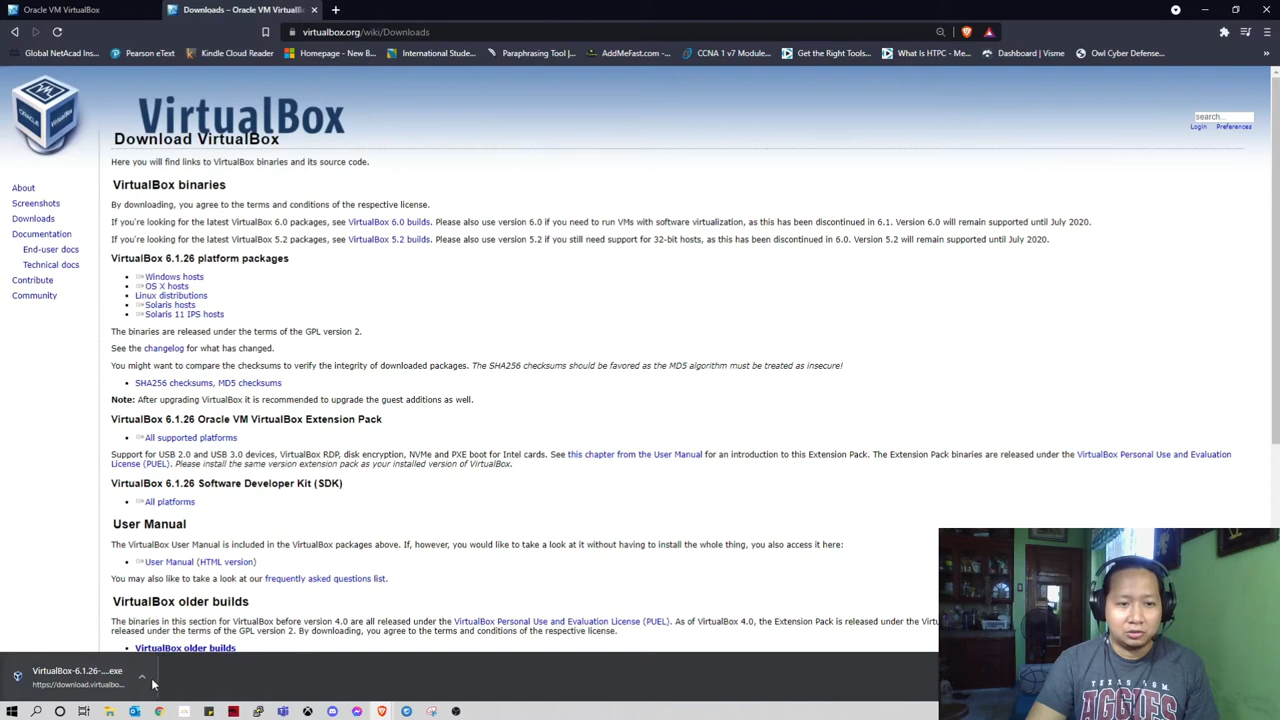 Oracle VM VirtualBox
Downloads – Oracle VM VirtualB
virtualbox.org/wiki/Downloads
Global NetAcad Ins...
Pearson eText
Kindle Cloud Reader
Homepage - New B...
International Stude...
Paraphrasing Tool |...
AddMeFast.com -...
CCNA 1 v7 Module...
Get the Right Tools...
What Is HTPC - Me...
Dashboard | Visme
Owl Cyber Defense...
VirtualBox
search...
Login Preferences
About
Screenshots
Downloads
Documentation
End-user docs
Technical docs
Contribute
Community
Download VirtualBox
Here you will find links to VirtualBox binaries and its source code.
VirtualBox binaries
By downloading, you agree to the terms and conditions of the respective license.
If you're looking for the latest VirtualBox 6.0 packages, see VirtualBox 6.0 builds. Please also use version 6.0 if you need to run VMs with software virtualization, as this has been discontinued in 6.1. Version 6.0 will remain supported until July 2020.
If you're looking for the latest VirtualBox 5.2 packages, see VirtualBox 5.2 builds. Please also use version 5.2 if you still need support for 32-bit hosts, as this has been discontinued in 6.0. Version 5.2 will remain supported until July 2020.
VirtualBox 6.1.26 platform packages
Windows hosts
OS X hosts
Linux distributions
Solaris hosts
Solaris 11 IPS hosts
The binaries are released under the terms of the GPL version 2.
See the changelog for what has changed.
You might want to compare the checksums to verify the integrity of downloaded packages. The SHA256 checksums should be favored as the MD5 algorithm must be treated as insecure!
SHA256 checksums, MD5 checksums
Note: After upgrading VirtualBox it is recommended to upgrade the guest additions as well.
VirtualBox 6.1.26 Oracle VM VirtualBox Extension Pack
All supported platforms
Support for USB 2.0 and USB 3.0 devices, VirtualBox RDP, disk encryption, NVMe and PXE boot for Intel cards. See this chapter from the User Manual for an introduction to this Extension Pack. The Extension Pack binaries are released under the VirtualBox Personal Use and Evaluation
License (PUEL). Please install the same version extension pack as your installed version of VirtualBox.
VirtualBox 6.1.26 Software Developer Kit (SDK)
All platforms
User Manual
The VirtualBox User Manual is included in the VirtualBox packages above. If, however, you would like to take a look at it without having to install the whole thing, you also access it here:
User Manual (HTML version)
You may also like to take a look at our frequently asked questions list.
VirtualBox older builds
The binaries in this section for VirtualBox before version 4.0 are all released under the VirtualBox Personal Use and Evaluation License (PUEL). As of VirtualBox 4.0, the Extension Pack is released under the Virtu
released under the terms of the GPL version 2. By downloading, you agree to the terms and conditions of the respective license.
VirtualBox older builds
VirtualBox-6.1.26-....exe
https://download.virtualbo...
TEXAS A&M
AGGIES